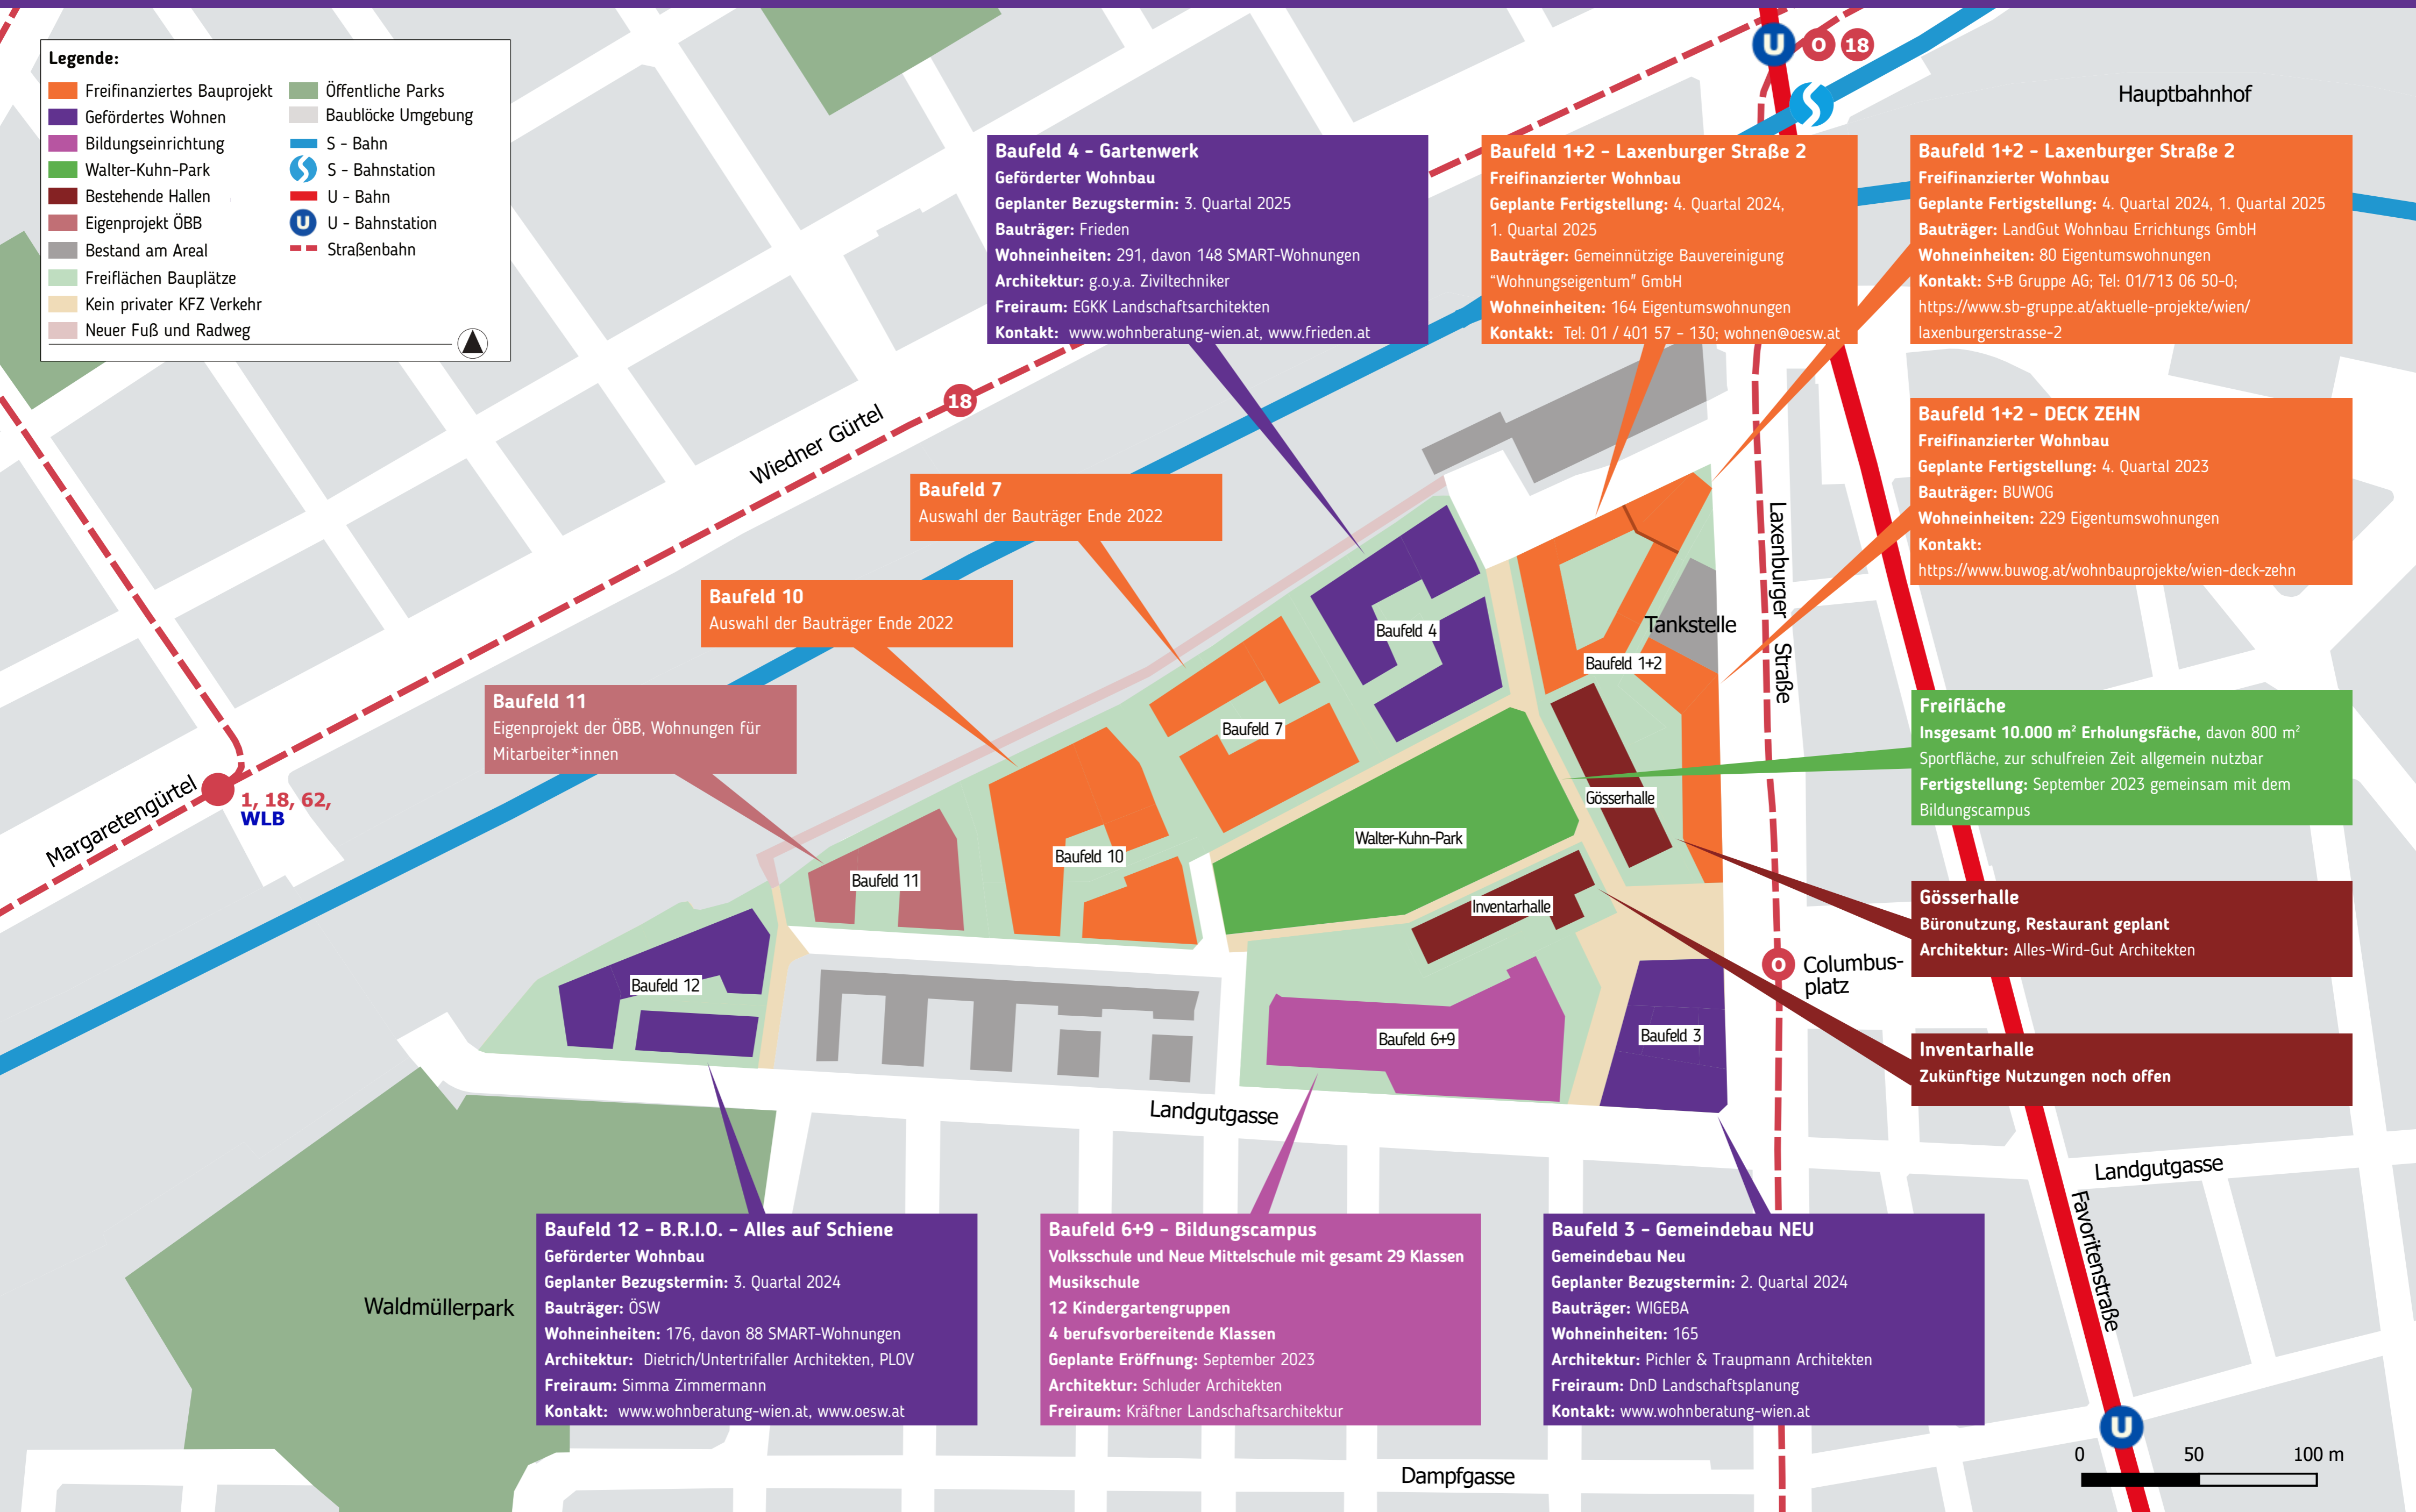 Legende:
Freifinanziertes Bauprojekt
Gefördertes Wohnen
Bildungseinrichtung
Walter-Kuhn-Park
Bestehende Hallen
Eigenprojekt ÖBB
Bestand am Areal
Freiflächen Bauplätze
Kein privater KFZ Verkehr
Neuer Fuß und Radweg
Öffentliche Parks
Baublöcke Umgebung
S - Bahn
S - Bahnstation
U - Bahn
U
U - Bahnstation
Straßenbahn
U
O
18
Hauptbahnhof
Baufeld 4 - Gartenwerk
Geförderter Wohnbau
Geplanter Bezugstermin: 3. Quartal 2025
Bauträger: Frieden
Wohneinheiten: 291, davon 148 SMART-Wohnungen
Architektur: g.o.y.a. Ziviltechniker
Freiraum: EGKK Landschaftsarchitekten
Kontakt: www.wohnberatung-wien.at, www.frieden.at
Baufeld 1+2 - Laxenburger Straße 2
Freifinanzierter Wohnbau
Geplante Fertigstellung: 4. Quartal 2024,
1. Quartal 2025
Bauträger: Gemeinnützige Bauvereinigung
“Wohnungseigentum” GmbH
Wohneinheiten: 164 Eigentumswohnungen
Kontakt: Tel: 01 / 401 57 - 130; wohnen@oesw.at
Baufeld 1+2 - Laxenburger Straße 2
Freifinanzierter Wohnbau
Geplante Fertigstellung: 4. Quartal 2024, 1. Quartal 2025
Bauträger: LandGut Wohnbau Errichtungs GmbH
Wohneinheiten: 80 Eigentumswohnungen
Kontakt: S+B Gruppe AG; Tel: 01/713 06 50-0;
https://www.sb-gruppe.at/aktuelle-projekte/wien/
laxenburgerstrasse-2
Baufeld 1+2 - DECK ZEHN
Freifinanzierter Wohnbau
Geplante Fertigstellung: 4. Quartal 2023
Bauträger: BUWOG
Wohneinheiten: 229 Eigentumswohnungen
Kontakt:
https://www.buwog.at/wohnbauprojekte/wien-deck-zehn
18
Wiedner Gürtel
Baufeld 7
Auswahl der Bauträger Ende 2022
Baufeld 10
Auswahl der Bauträger Ende 2022
Baufeld 11
Eigenprojekt der ÖBB, Wohnungen für
Mitarbeiter*innen
Margaretengürtel
1, 18, 62,
WLB
Laxenburger Straße
Tankstelle
Baufeld 4
Baufeld 1+2
Baufeld 7
Gösserhalle
Walter-Kuhn-Park
Baufeld 10
Baufeld 11
Inventarhalle
Baufeld 12
Baufeld 6+9
Baufeld 3
O
Columbus-
platz
Freifläche
Insgesamt 10.000 m² Erholungsfäche, davon 800 m²
Sportfläche, zur schulfreien Zeit allgemein nutzbar
Fertigstellung: September 2023 gemeinsam mit dem
Bildungscampus
Gösserhalle
Büronutzung, Restaurant geplant
Architektur: Alles-Wird-Gut Architekten
Inventarhalle
Zukünftige Nutzungen noch offen
Landgutgasse
Landgutgasse
Favoritenstraße
Waldmüllerpark
Baufeld 12 - B.R.I.O. - Alles auf Schiene
Geförderter Wohnbau
Geplanter Bezugstermin: 3. Quartal 2024
Bauträger: ÖSW
Wohneinheiten: 176, davon 88 SMART-Wohnungen
Architektur: Dietrich/Untertrifaller Architekten, PLOV
Freiraum: Simma Zimmermann
Kontakt: www.wohnberatung-wien.at, www.oesw.at
Baufeld 6+9 - Bildungscampus
Volksschule und Neue Mittelschule mit gesamt 29 Klassen
Musikschule
12 Kindergartengruppen
4 berufsvorbereitende Klassen
Geplante Eröffnung: September 2023
Architektur: Schluder Architekten
Freiraum: Kräftner Landschaftsarchitektur
Baufeld 3 - Gemeindebau NEU
Gemeindebau Neu
Geplanter Bezugstermin: 2. Quartal 2024
Bauträger: WIGEBA
Wohneinheiten: 165
Architektur: Pichler & Traupmann Architekten
Freiraum: DnD Landschaftsplanung
Kontakt: www.wohnberatung-wien.at
U
Dampfgasse
0 50 100 m